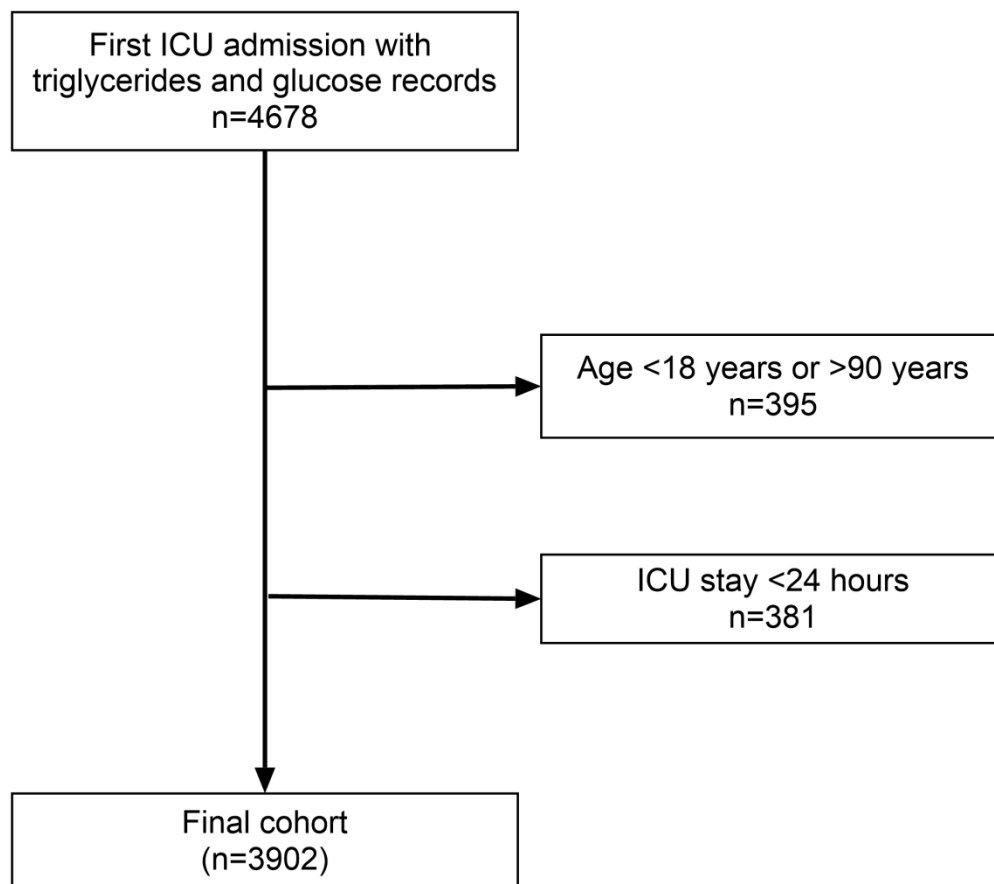 First ICU admission with
triglycerides and glucose records
n=4678
Age <18 years or >90 years
n=395
ICU stay <24 hours
n=381
Final cohort
(n=3902)